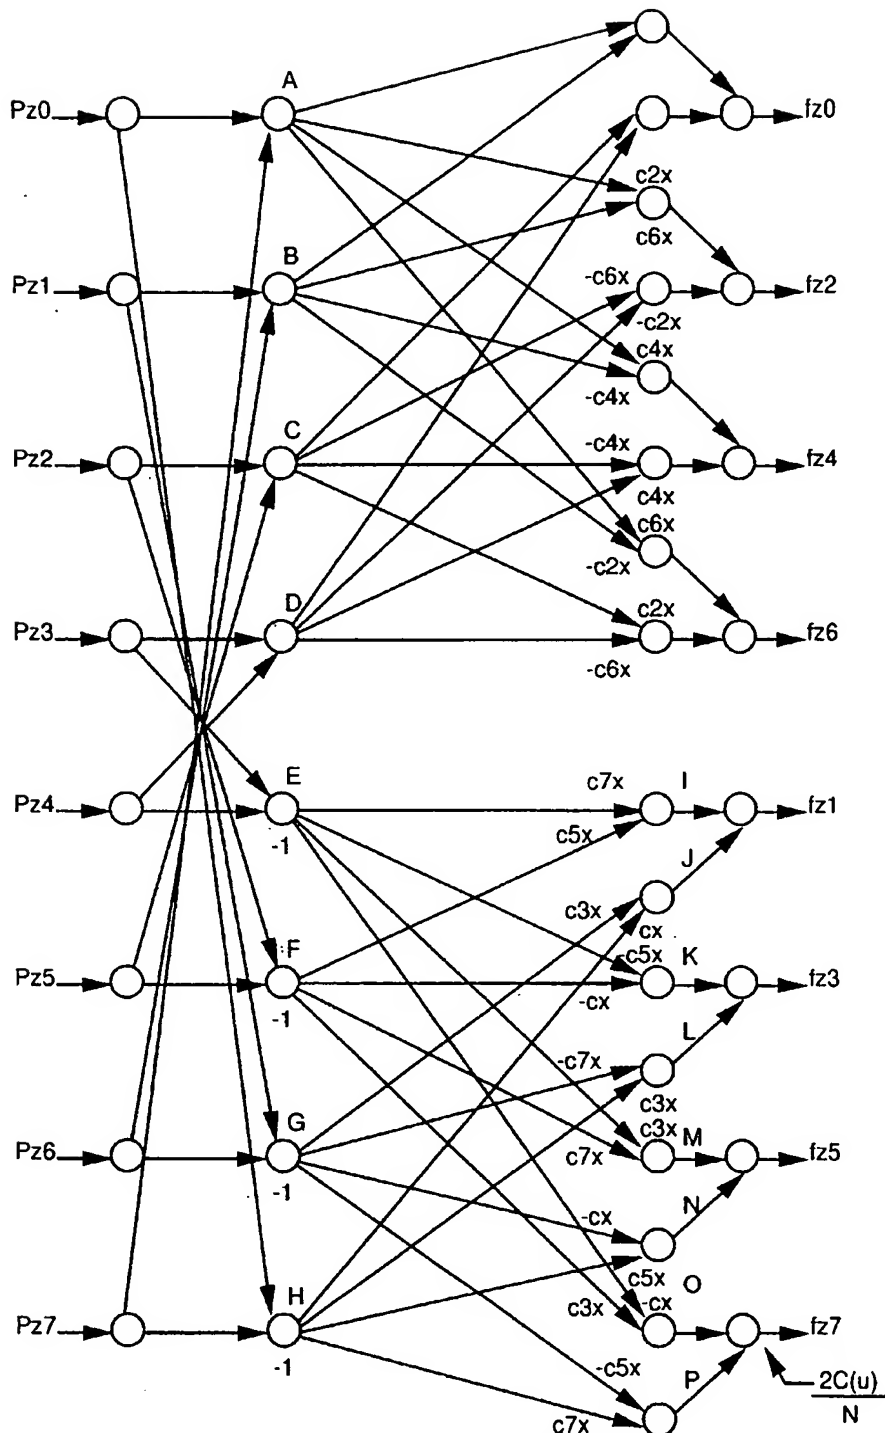 A
Pz0
fz0
c2x
c6x
B
Pz1
-c6x
fz2
-c2x
c4x
-c4x
C
Pz2
-c4x
fz4
c4x
c6x
-c2x
D
c2x
Pz3
fz6
-c6x
E
c7x
I
Pz4
fz1
-1
c5x
J
c3x
cx
F
-c5x
K
Pz5
fz3
-1
-cx
L
-c7x
c3x
G
c3x
M
Pz6
fz5
-1
c7x
N
-cx
c5x
O
H
-cx
c3x
Pz7
fz7
-1
-c5x
P
2C(u)
N
c7x